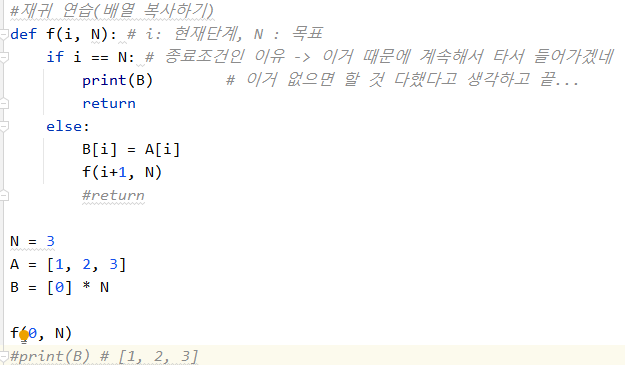 #재귀 연습(배열 복사하기)
def f(i, N): # i: 현재단계, N : 목표
    if i == N: # 종료조건인 이유 -> 이거 때문에 계속해서 타서 들어가겠네
        print(B)        # 이거 없으면 할 것 다했다고 생각하고 끝...
        return
    else:
        B[i] = A[i]
        f(i+1, N)
        #return
N = 3
A = [1, 2, 3]
B = [0] * N
f(0, N)
#print(B) # [1, 2, 3]